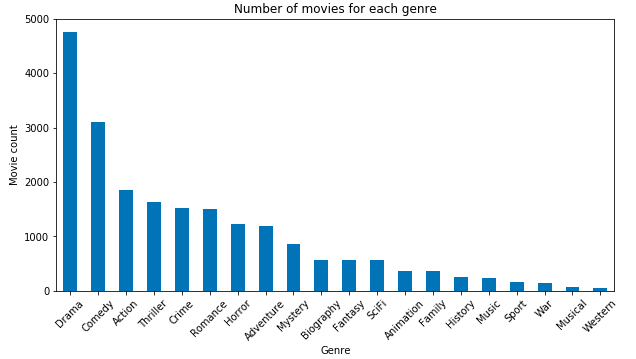 Number of movies for each genre
Movie count
5000
4000
3000
2000
1000
0
Drama
Comedy
Action
Thriller
Crime
Romance
Horror
Adventure
Mystery
Biography
Fantasy
SciFi
Animation
Family
History
Music
Sport
War
Musical
Western
Genre